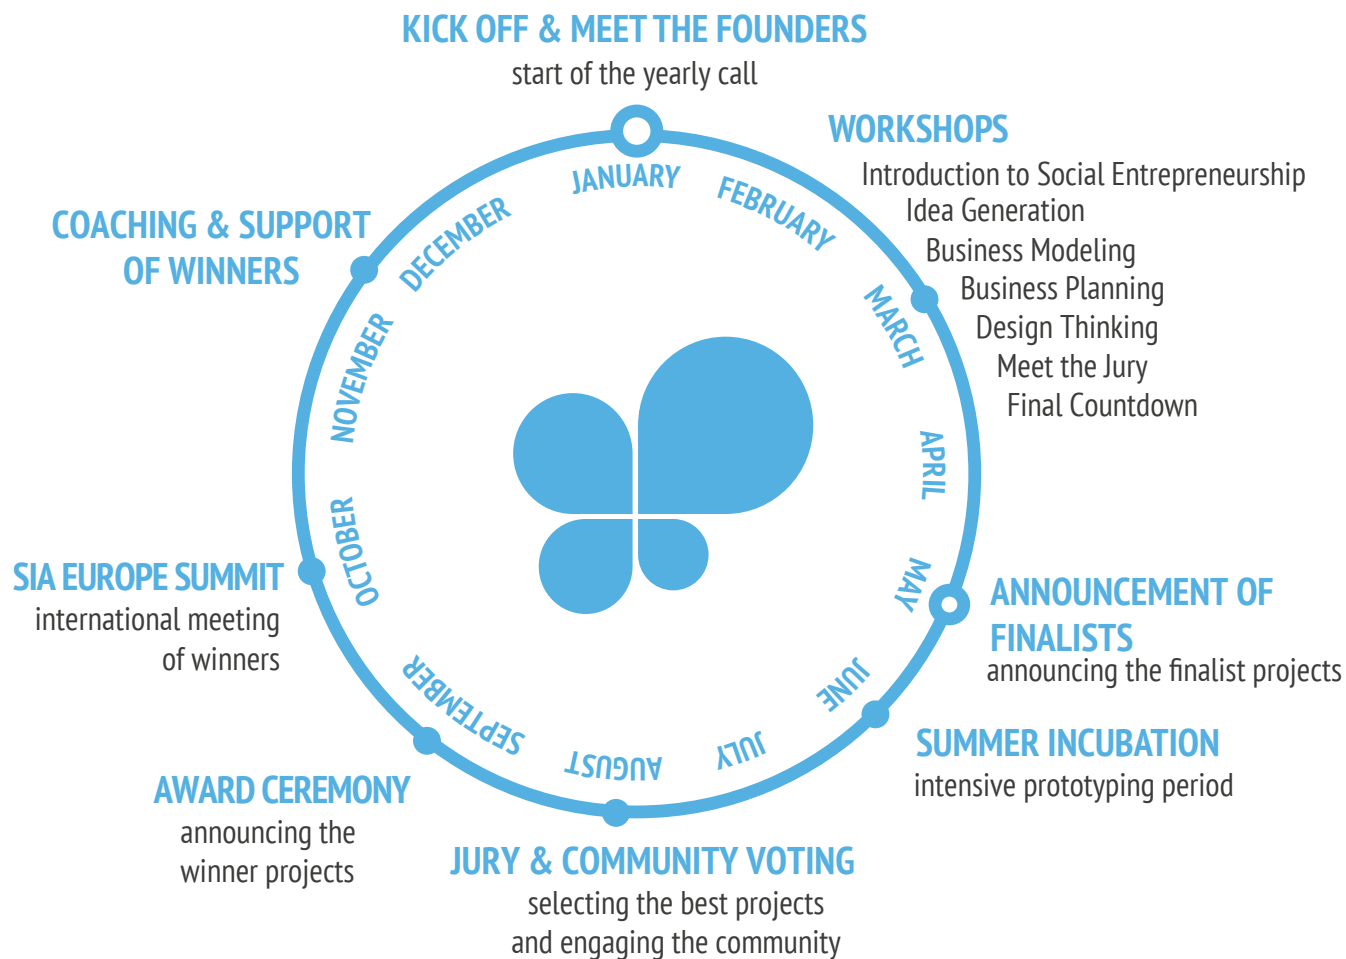 KICK OFF & MEET THE FOUNDERS
start of the yearly call
WORKSHOPS
Introduction to Social Entrepreneurship
Idea Generation
Business Modeling
Business Planning
Design Thinking
Meet the Jury
Final Countdown
ANNOUNCEMENT OF
FINALISTS
announcing the finalist projects
SUMMER INCUBATION
intensive prototyping period
JURY & COMMUNITY VOTING
selecting the best projects
and engaging the community
AWARD CEREMONY
announcing the
winner projects
SIA EUROPE SUMMIT
international meeting
of winners
COACHING & SUPPORT
OF WINNERS
JANUARY
FEBRUARY
MARCH
APRIL
MAY
JUNE
JULY
AUGUST
SEPTEMBER
OCTOBER
NOVEMBER
DECEMBER